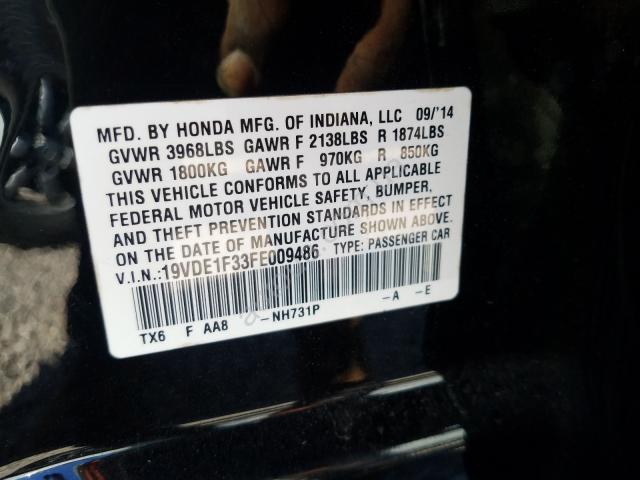 MFD. BY HONDA MFG. OF INDIANA, LLC 09/'14
GVWR 3968LBS GAWR F 2138LBS R 1874LBS
GVWR 1800KG GAWR F 970KG R 850KG
THIS VEHICLE CONFORMS TO ALL APPLICABLE
FEDERAL MOTOR VEHICLE SAFETY, BUMPER,
AND THEFT PREVENTION STANDARDS IN EFFECT
ON THE DATE OF MANUFACTURE SHOWN ABOVE.
V.I.N.:19VDE1F33FE009486 TYPE: PASSENGER CAR
TX6 F AA8 -NH731P -A -E